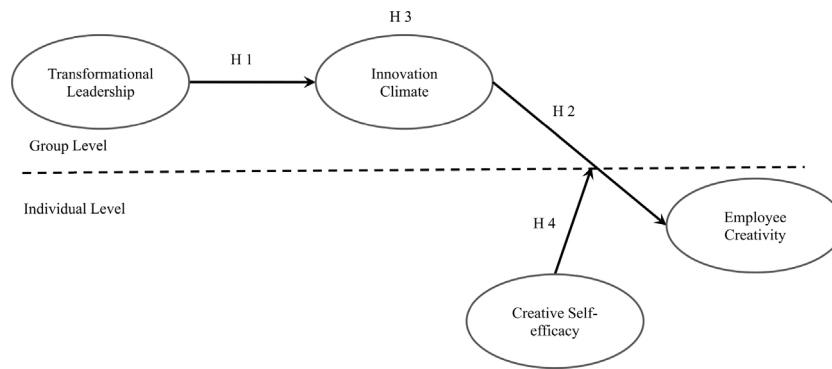 H 3
Transformational
Leadership
H 1
Innovation
Climate
H 2
Group Level
Individual Level
Employee
Creativity
H 4
Creative Self-
efficacy